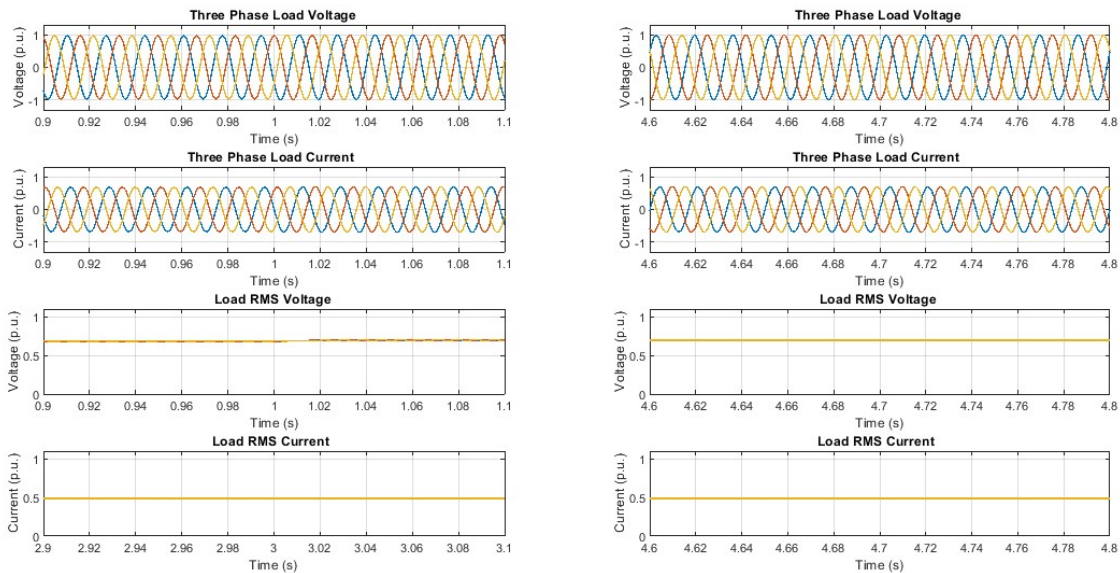 Three Phase Load Voltage
Voltage (p.u.)
1
0
-1
0.9 0.92 0.94 0.96 0.98 1 1.02 1.04 1.06 1.08 1.1
Time (s)
Three Phase Load Current
Current (p.u.)
1
0
-1
0.9 0.92 0.94 0.96 0.98 1 1.02 1.04 1.06 1.08 1.1
Time (s)
Load RMS Voltage
Voltage (p.u.)
1
0.5
0
0.9 0.92 0.94 0.96 0.98 1 1.02 1.04 1.06 1.08 1.1
Time (s)
Load RMS Current
Current (p.u.)
1
0.5
0
2.9 2.92 2.94 2.96 2.98 3 3.02 3.04 3.06 3.08 3.1
Time (s)
Three Phase Load Voltage
Voltage (p.u.)
1
0
-1
4.6 4.62 4.64 4.66 4.68 4.7 4.72 4.74 4.76 4.78 4.8
Time (s)
Three Phase Load Current
Current (p.u.)
1
0
-1
4.6 4.62 4.64 4.66 4.68 4.7 4.72 4.74 4.76 4.78 4.8
Time (s)
Load RMS Voltage
Voltage (p.u.)
1
0.5
0
4.6 4.62 4.64 4.66 4.68 4.7 4.72 4.74 4.76 4.78 4.8
Time (s)
Load RMS Current
Current (p.u.)
1
0.5
0
4.6 4.62 4.64 4.66 4.68 4.7 4.72 4.74 4.76 4.78 4.8
Time (s)